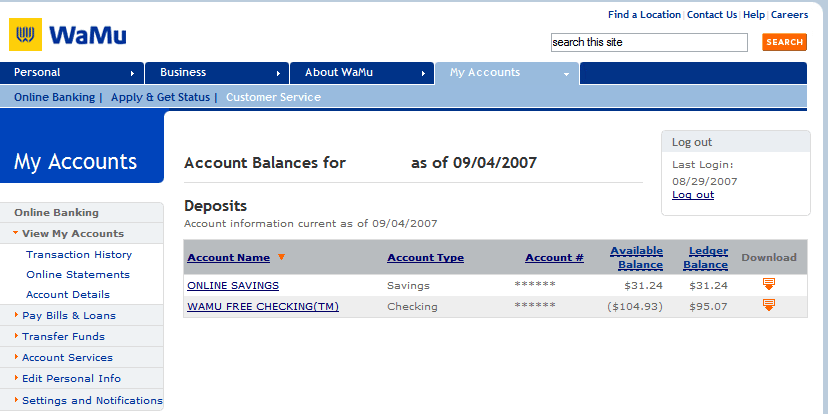 Find a Location | Contact Us | Help | Careers
WaMu
search this site SEARCH
Personal Business About WaMu My Accounts
Online Banking | Apply & Get Status | Customer Service
My Accounts
Account Balances for as of 09/04/2007
Log out
Last Login:
08/29/2007
Log out
Online Banking
View My Accounts
Transaction History
Online Statements
Account Details
Pay Bills & Loans
Transfer Funds
Account Services
Edit Personal Info
Settings and Notifications
Deposits
Account information current as of 09/04/2007
Account Name Account Type Account # Available Balance Ledger Balance Download
ONLINE SAVINGS Savings ****** $31.24 $31.24
WAMU FREE CHECKING(TM) Checking ****** ($104.93) $95.07